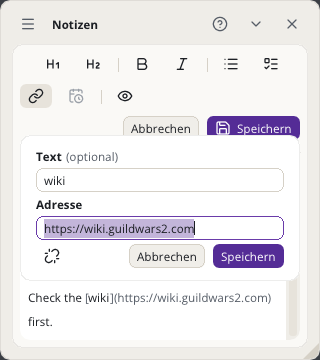 Notizen
H1 H2 B I
Abbrechen Speichern
Text (optional)
wiki
Adresse
https://wiki.guildwars2.com
Abbrechen Speichern
Check the [wiki](https://wiki.guildwars2.com)
first.